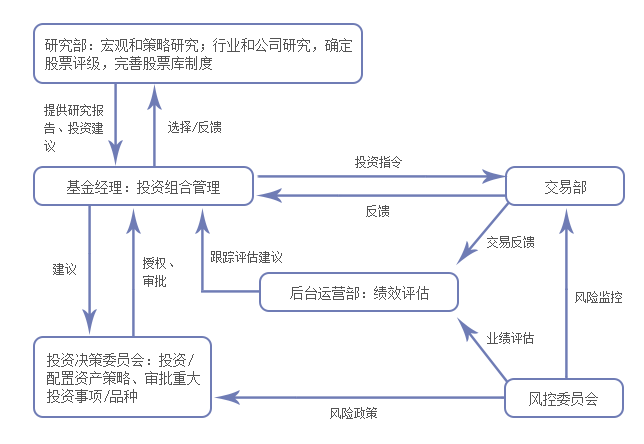 研究部：宏观和策略研究；行业和公司研究，确定
股票评级，完善股票库制度
提供研究报
告、投资建
议
选择/反馈
投资指令
基金经理：投资组合管理
交易部
反馈
交易反馈
建议
授权、
审批
跟踪评估建议
后台运营部：绩效评估
风险监控
业绩评估
投资决策委员会：投资/
配置资产策略、审批重大
投资事项/品种
风控委员会
风险政策